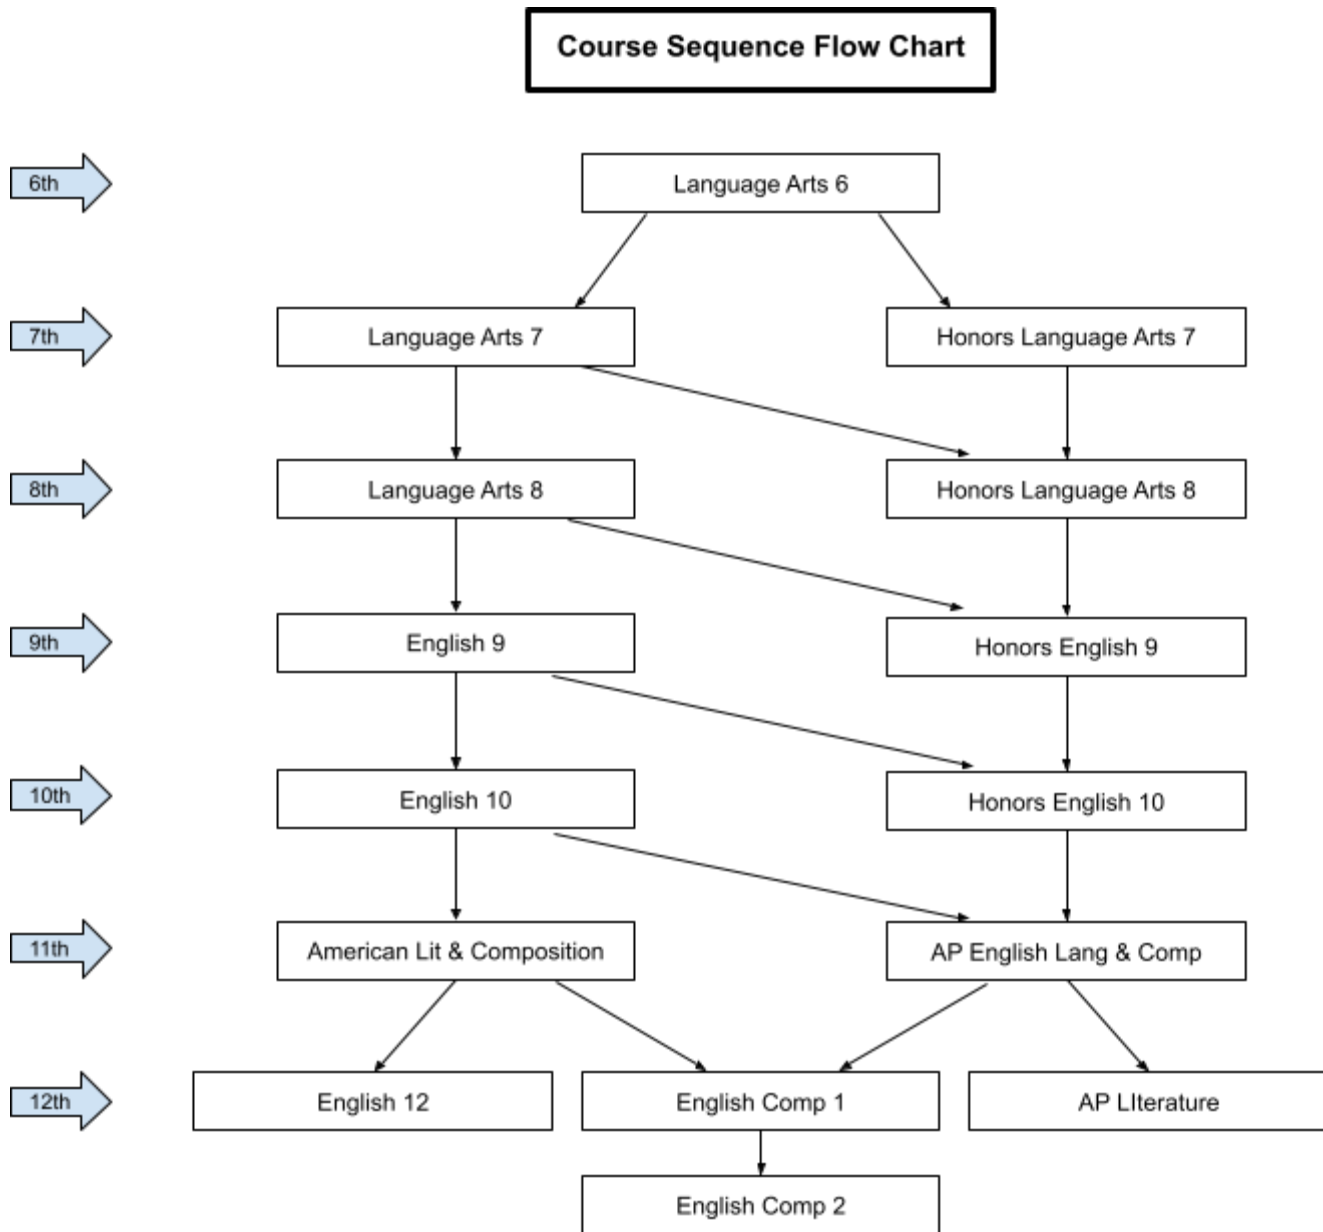 Course Sequence Flow Chart
6th
Language Arts 6
7th
Language Arts 7
Honors Language Arts 7
8th
Language Arts 8
Honors Language Arts 8
9th
English 9
Honors English 9
10th
English 10
Honors English 10
11th
American Lit & Composition
AP English Lang & Comp
12th
English 12
English Comp 1
AP LIterature
English Comp 2